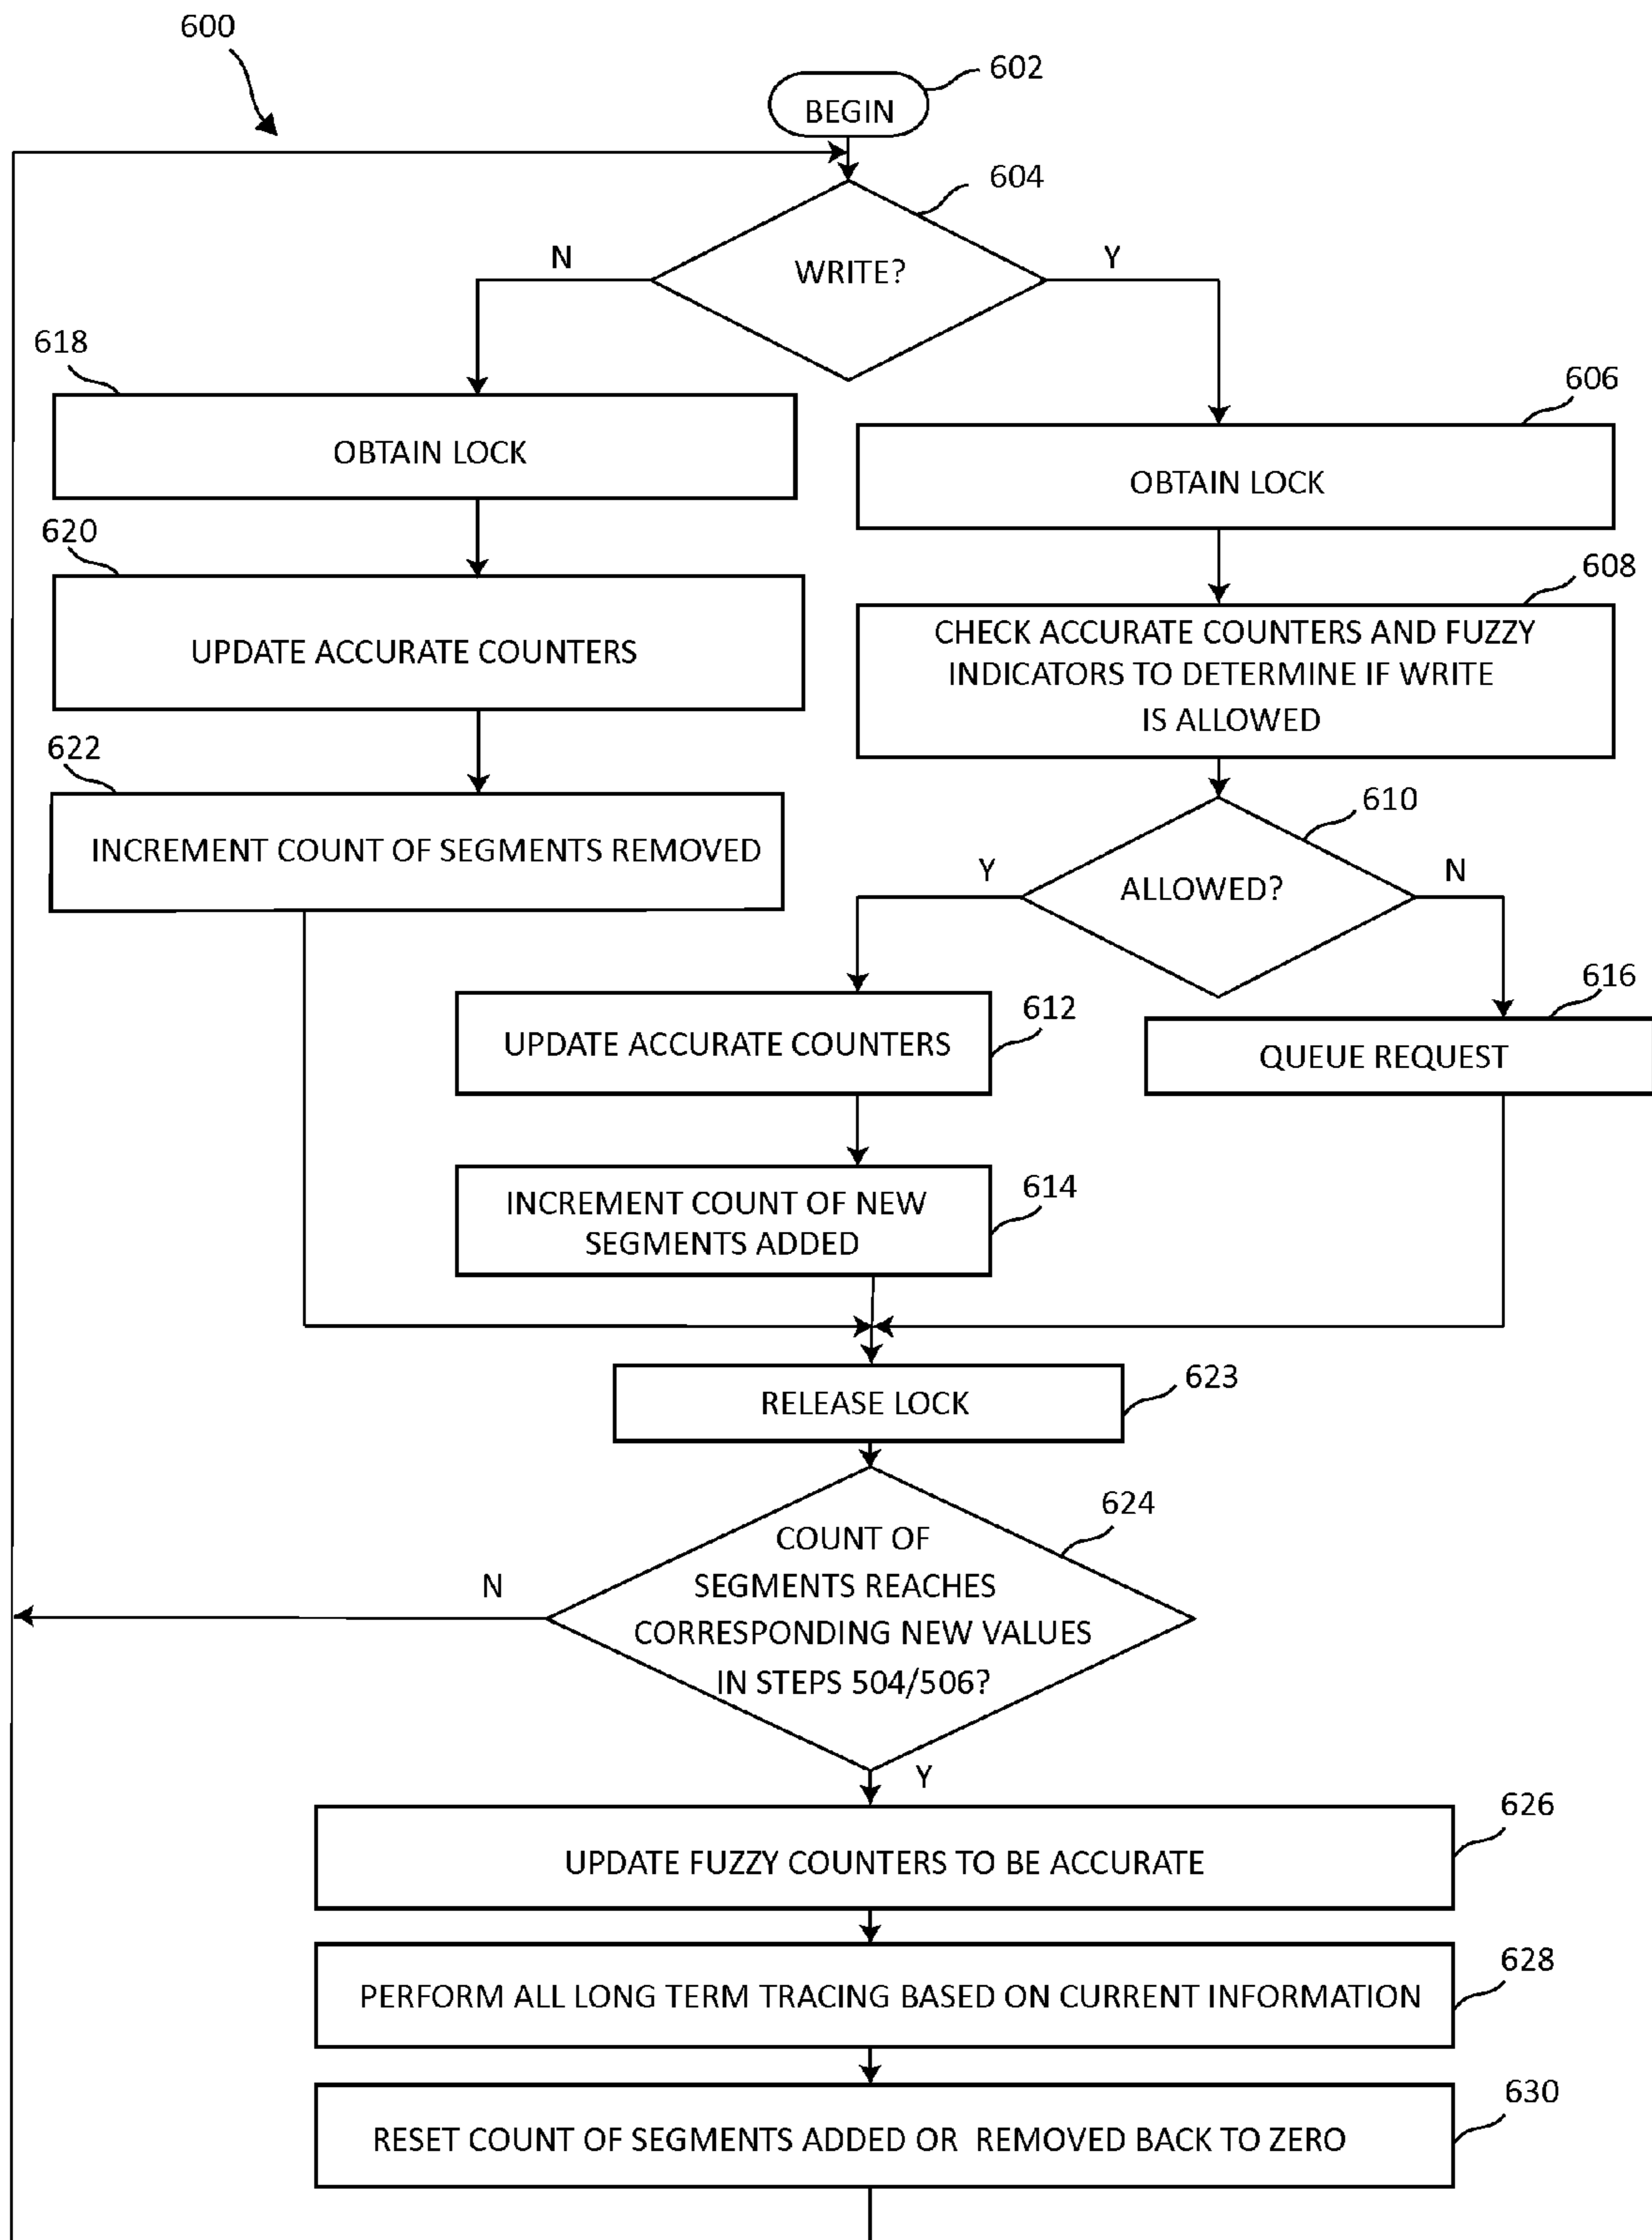 600
602
BEGIN
604
WRITE?
N
Y
618
OBTAIN LOCK
606
OBTAIN LOCK
620
UPDATE ACCURATE COUNTERS
608
CHECK ACCURATE COUNTERS AND FUZZY
INDICATORS TO DETERMINE IF WRITE
IS ALLOWED
622
INCREMENT COUNT OF SEGMENTS REMOVED
610
ALLOWED?
Y
N
612
UPDATE ACCURATE COUNTERS
616
QUEUE REQUEST
614
INCREMENT COUNT OF NEW
SEGMENTS ADDED
623
RELEASE LOCK
624
COUNT OF
SEGMENTS REACHES
CORRESPONDING NEW VALUES
IN STEPS 504/506?
N
Y
626
UPDATE FUZZY COUNTERS TO BE ACCURATE
628
PERFORM ALL LONG TERM TRACING BASED ON CURRENT INFORMATION
630
RESET COUNT OF SEGMENTS ADDED OR REMOVED BACK TO ZERO